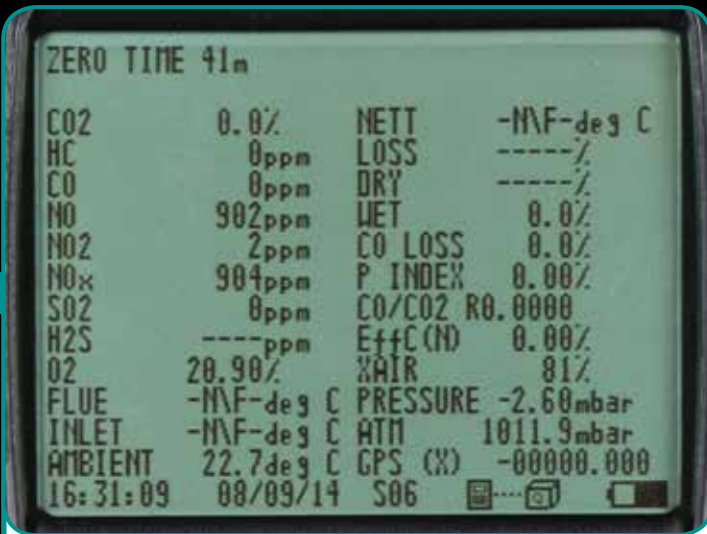 ZERO TIME 41m
CO2 0.0% NETT -N\F-deg C
HC 0ppm LOSS -----%
CO 0ppm DRY -----%
NO 902ppm WET 0.0%
NO2 2ppm CO LOSS 0.0%
NOx 904ppm P INDEX 0.00%
SO2 0ppm CO/CO2 R0.0000
H2S ----ppm EffC(N) 0.00%
O2 20.90% XAIR 81%
FLUE -N\F-deg C PRESSURE -2.60mbar
INLET -N\F-deg C ATM 1011.9mbar
AMBIENT 22.7deg C GPS (X) -00000.000
16:31:09 08/09/14 S06